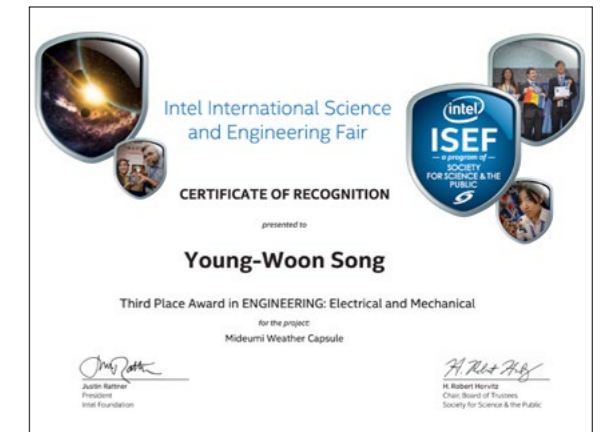 Intel International Science
and Engineering Fair
intel
ISEF
a program of
SOCIETY
FOR SCIENCE & THE
PUBLIC
CERTIFICATE OF RECOGNITION
presented to
Young-Woon Song
Third Place Award in ENGINEERING: Electrical and Mechanical
for the project:
Mideumi Weather Capsule
Justin Rattner
President
Intel Foundation
H. Robert Horvitz
Chair, Board of Trustees
Society for Science & the Public